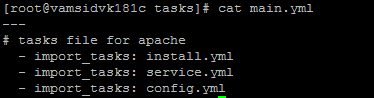 [root@vamsidvk181c tasks]# cat main.yml
---
# tasks file for apache
  - import_tasks: install.yml
  - import_tasks: service.yml
  - import_tasks: config.yml